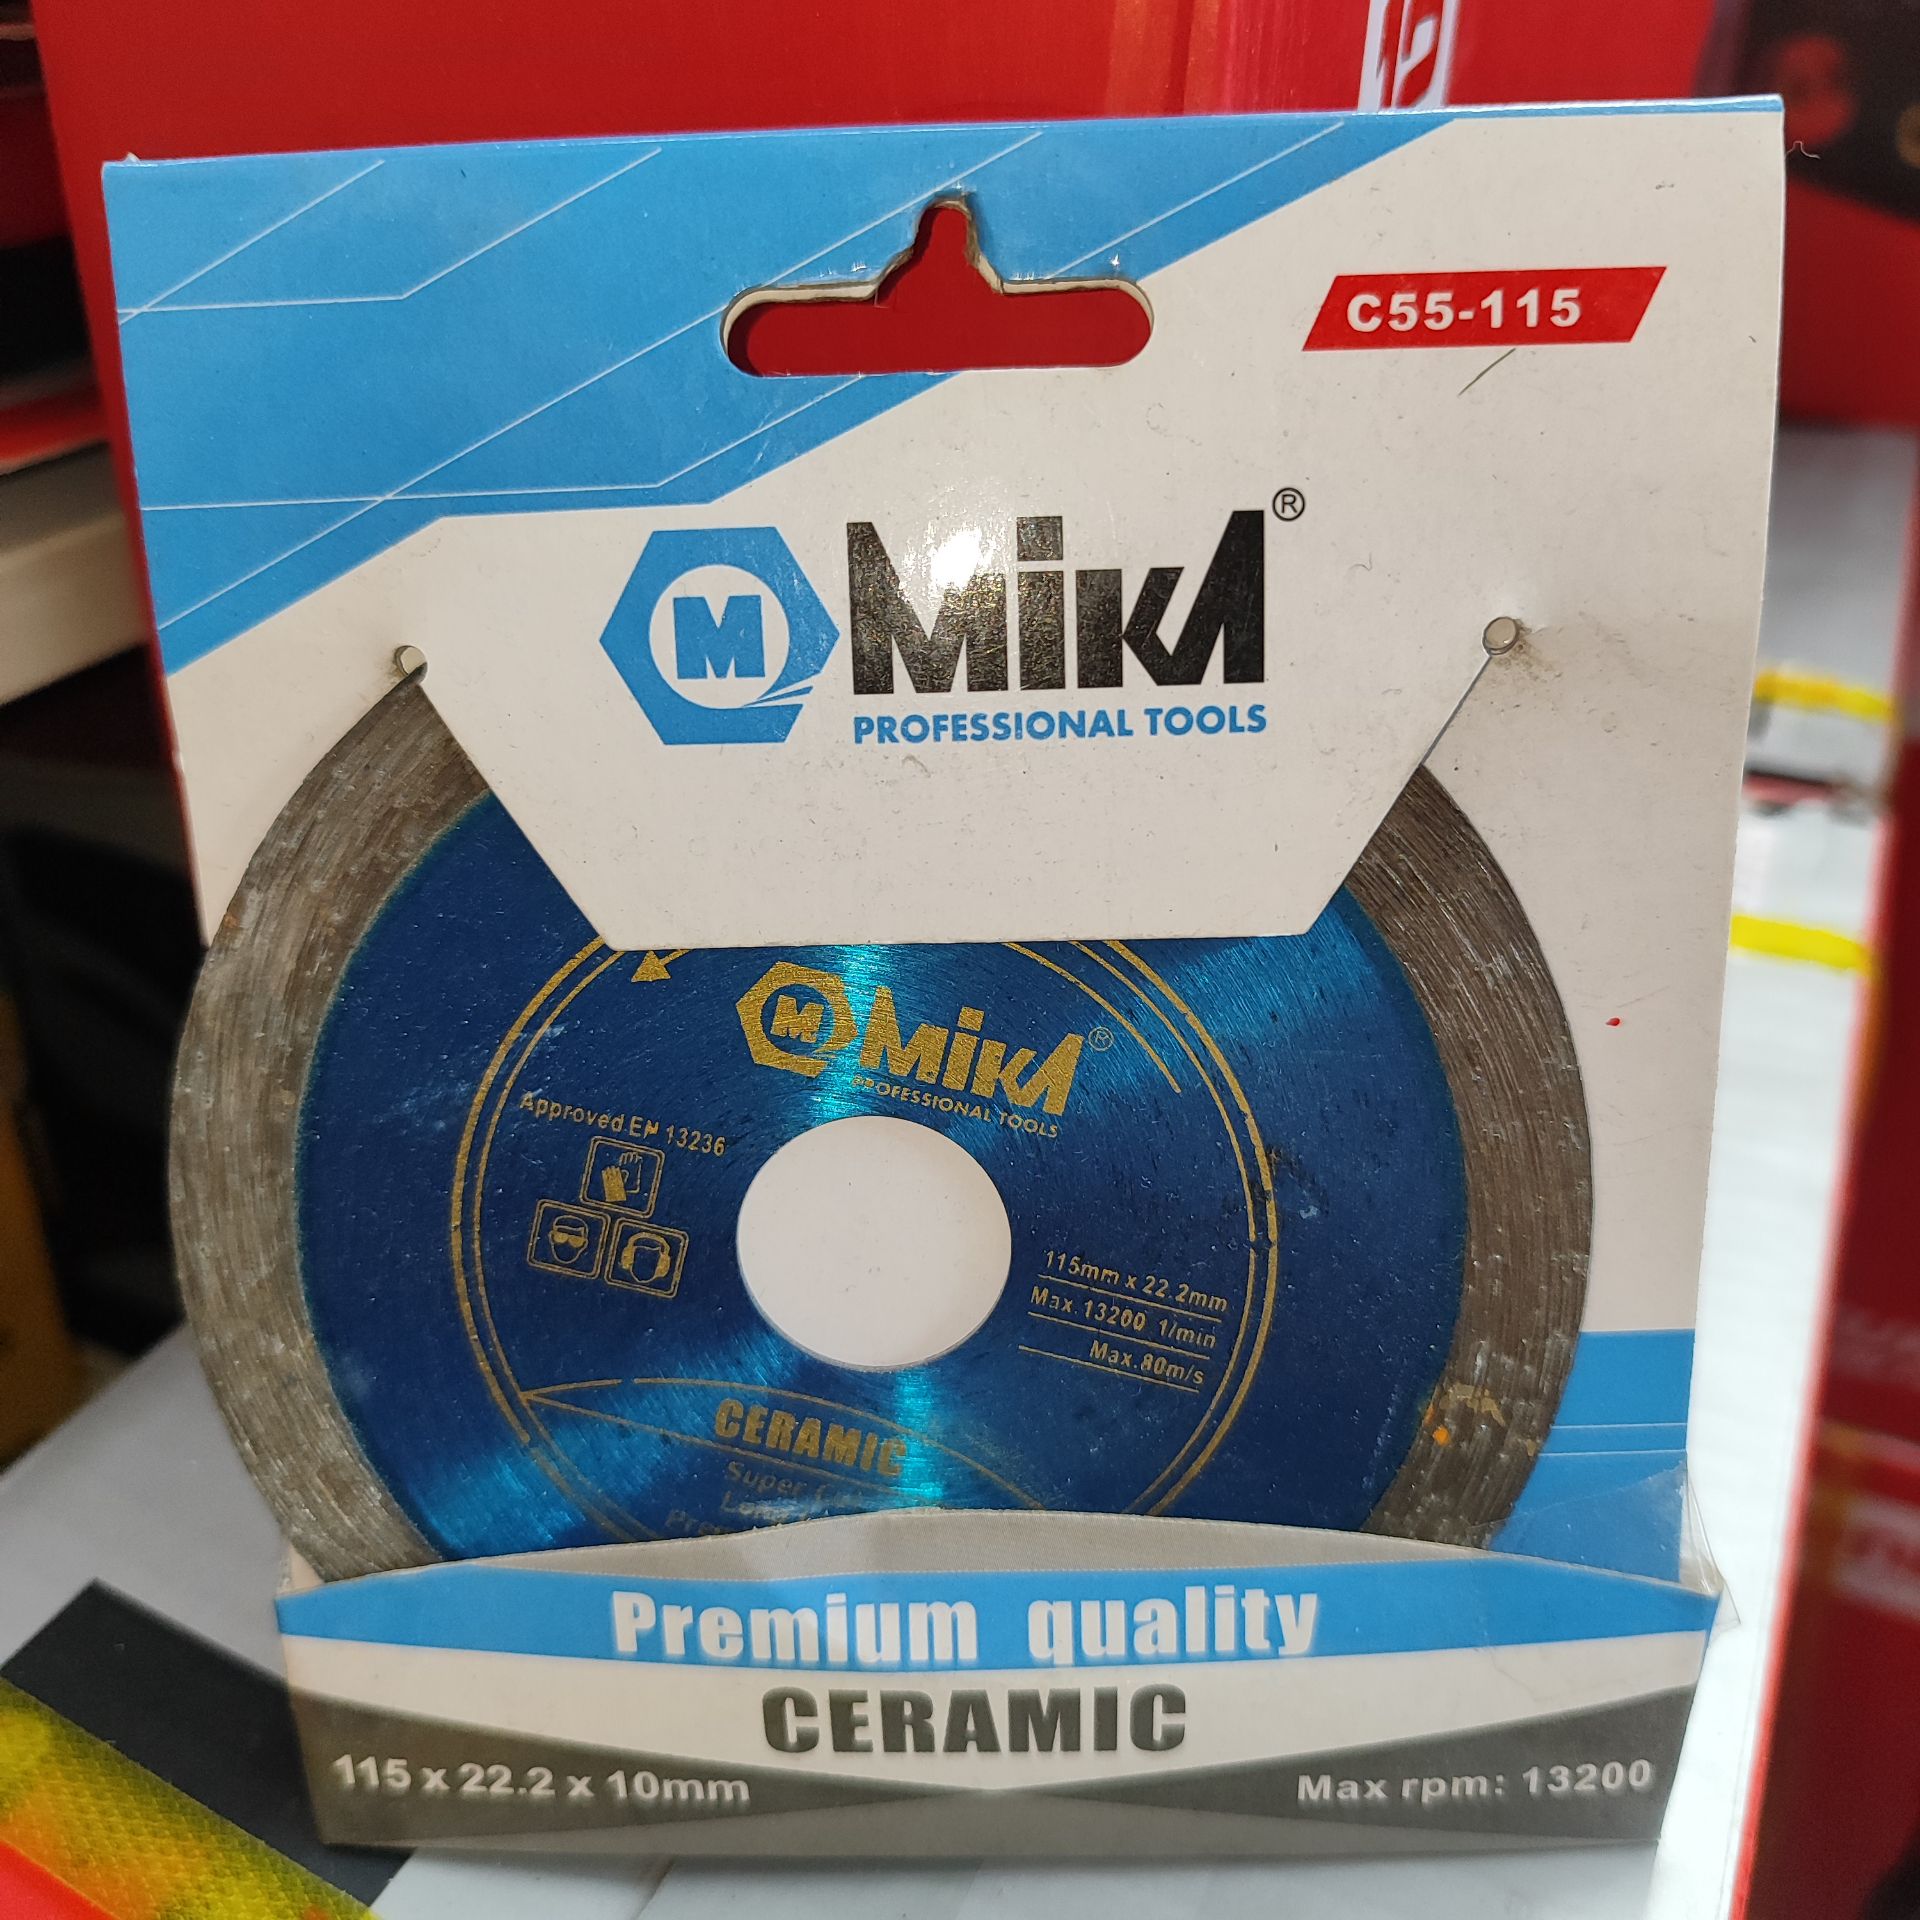 C55-115
M MiKA®
PROFESSIONAL TOOLS
M MiKA®
PROFESSIONAL TOOLS
Approved EN 13236
115mm x 22.2mm
Max.13200 1/min
Max.80m/s
CERAMIC
Super
Premium quality
CERAMIC
115 x 22.2 x 10mm
Max rpm: 13200